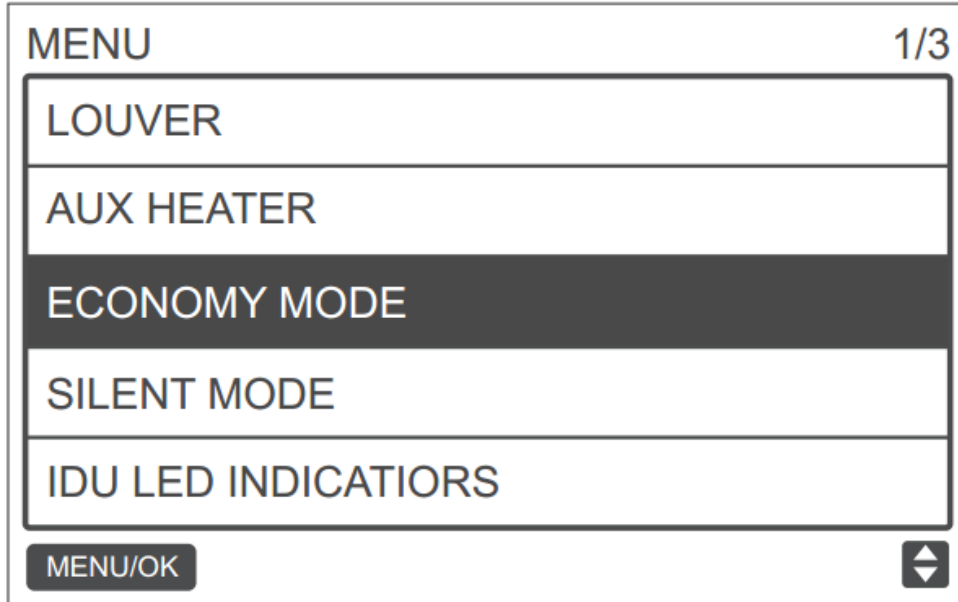 MENU 1/3
LOUVER
AUX HEATER
ECONOMY MODE
SILENT MODE
IDU LED INDICATIORS
MENU/OK